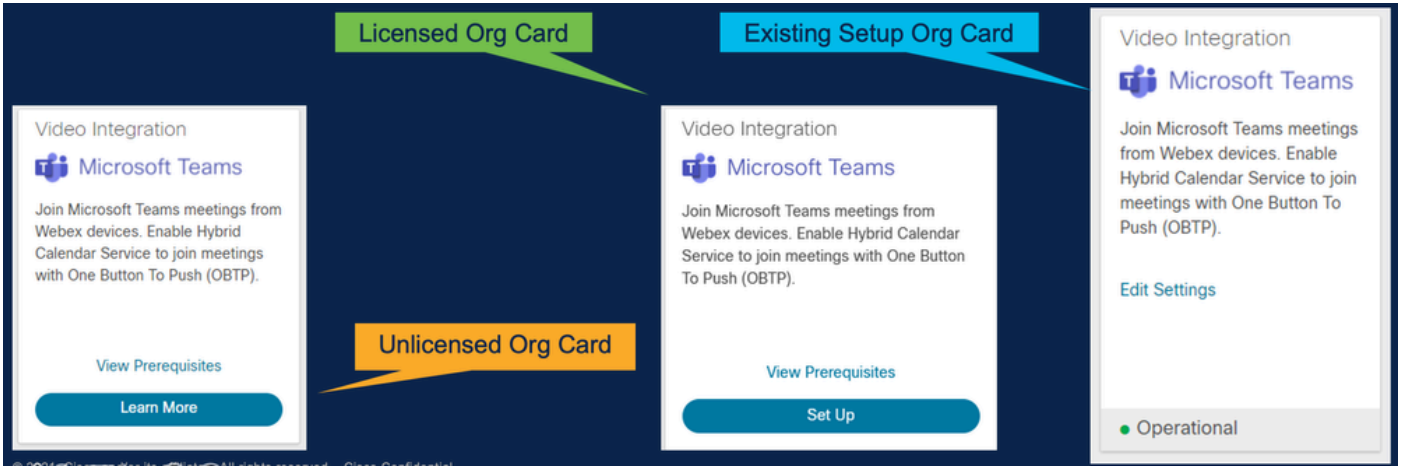 Licensed Org Card
Existing Setup Org Card
Video Integration
Microsoft Teams
Join Microsoft Teams meetings from
Webex devices. Enable Hybrid
Calendar Service to join meetings
with One Button To Push (OBTP).
View Prerequisites
Learn More
Unlicensed Org Card
Video Integration
Microsoft Teams
Join Microsoft Teams meetings from
Webex devices. Enable Hybrid Calendar
Service to join meetings with One Button
To Push (OBTP).
View Prerequisites
Set Up
Video Integration
Microsoft Teams
Join Microsoft Teams meetings
from Webex devices. Enable
Hybrid Calendar Service to join
meetings with One Button To
Push (OBTP).
Edit Settings
Operational
All rights reserved. Cisco Confidential